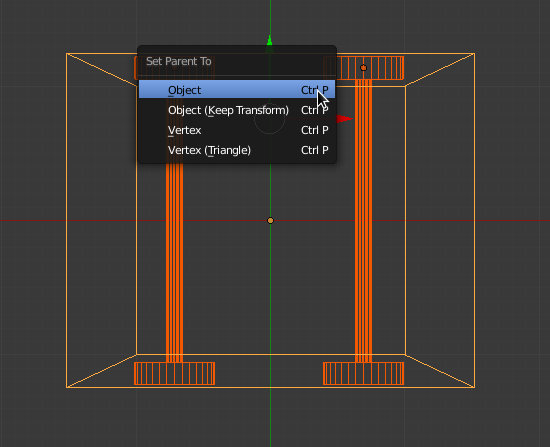 Set Parent To
Object Ctrl P
Object (Keep Transform) Ctrl P
Vertex Ctrl P
Vertex (Triangle) Ctrl P